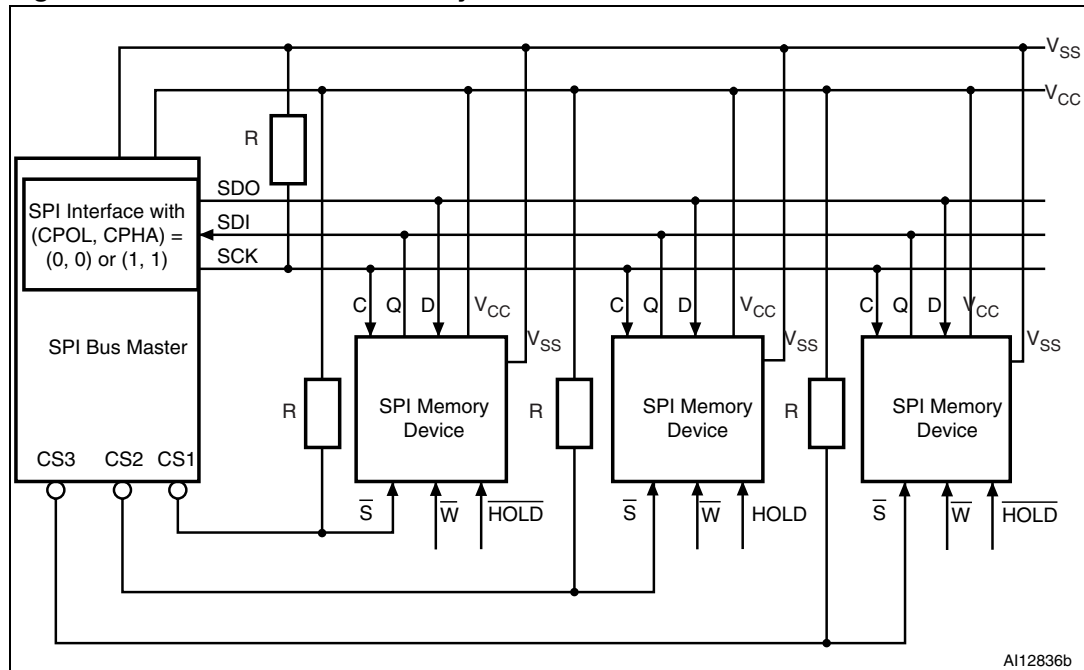 VSS
VCC
R
SDO
SPI Interface with
(CPOL, CPHA) =
(0, 0) or (1, 1)
SDI
SCK
SPI Bus Master
C Q D VCC VSS
C Q D VCC VSS
C Q D VCC VSS
R
SPI Memory
Device
R
SPI Memory
Device
R
SPI Memory
Device
CS3 CS2 CS1
S̅ W̅ H̅O̅L̅D̅
S̅ W̅ HOLD
S̅ W̅ H̅O̅L̅D̅
AI12836b